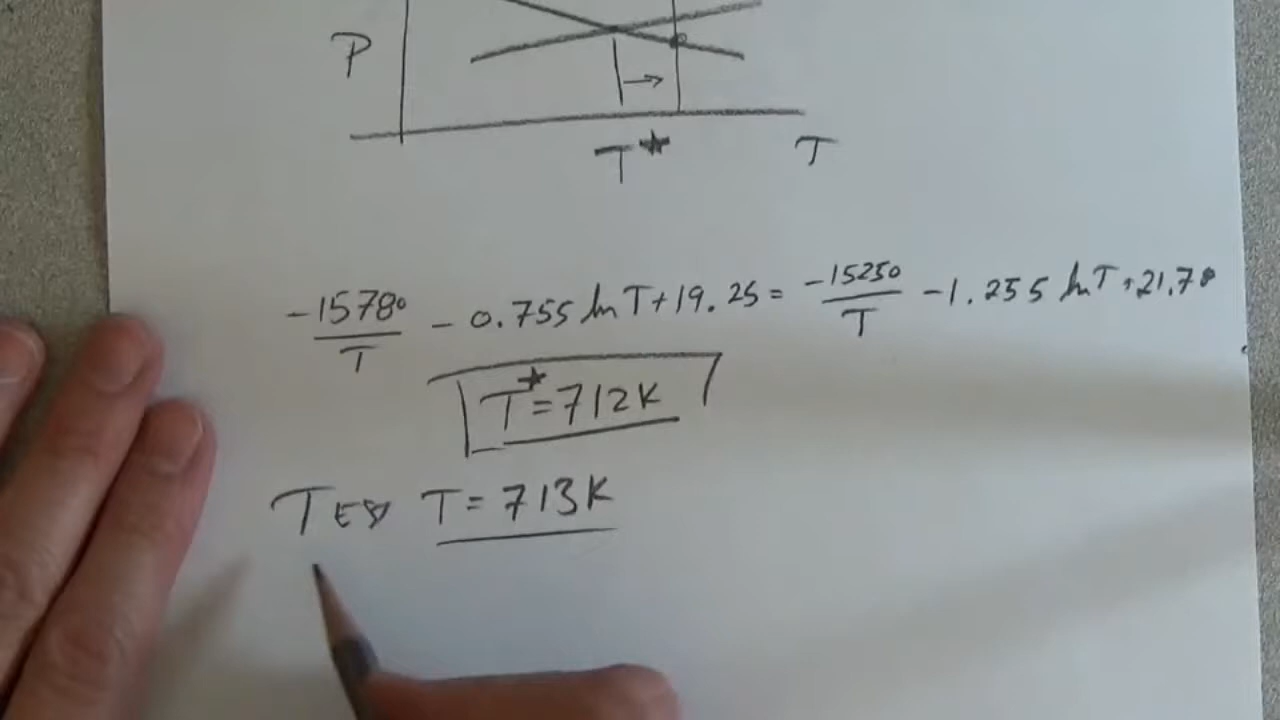 P
T* T
-15780/T - 0.755 ln T + 19.25 = -15250/T - 1.255 ln T + 21.78
T* = 712K
T = 713K